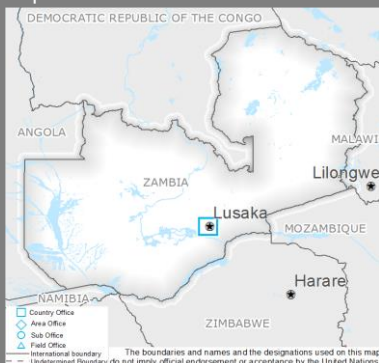 DEMOCRATIC REPUBLIC OF THE CONGO
ANGOLA
MALAWI
Lilongwe
ZAMBIA
Lusaka
MOZAMBIQUE
Harare
NAMIBIA
ZIMBABWE
Country Office
Area Office
Sub Office
Field Office
International boundary
The boundaries and names and the designations used on this map
Undetermined Boundary do not imply official endorsement or acceptance by the United Nations